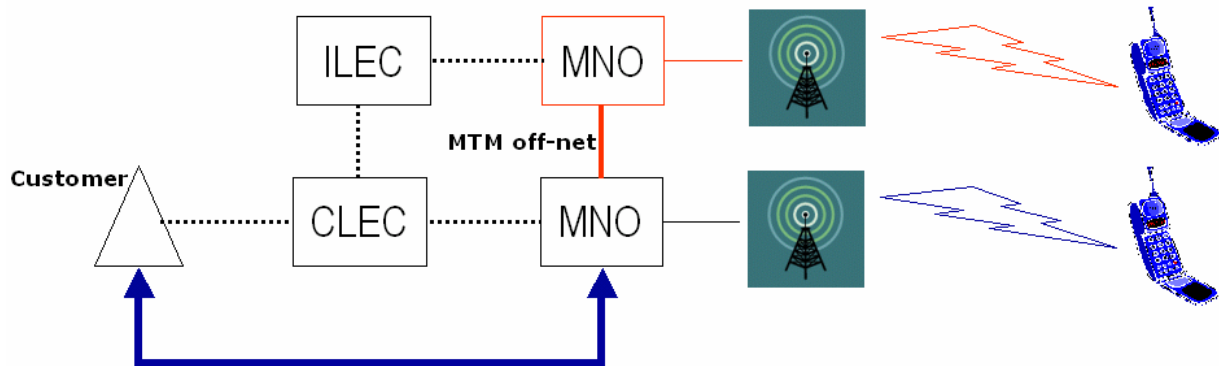 ILEC
MNO
MTM off-net
Customer
CLEC
MNO